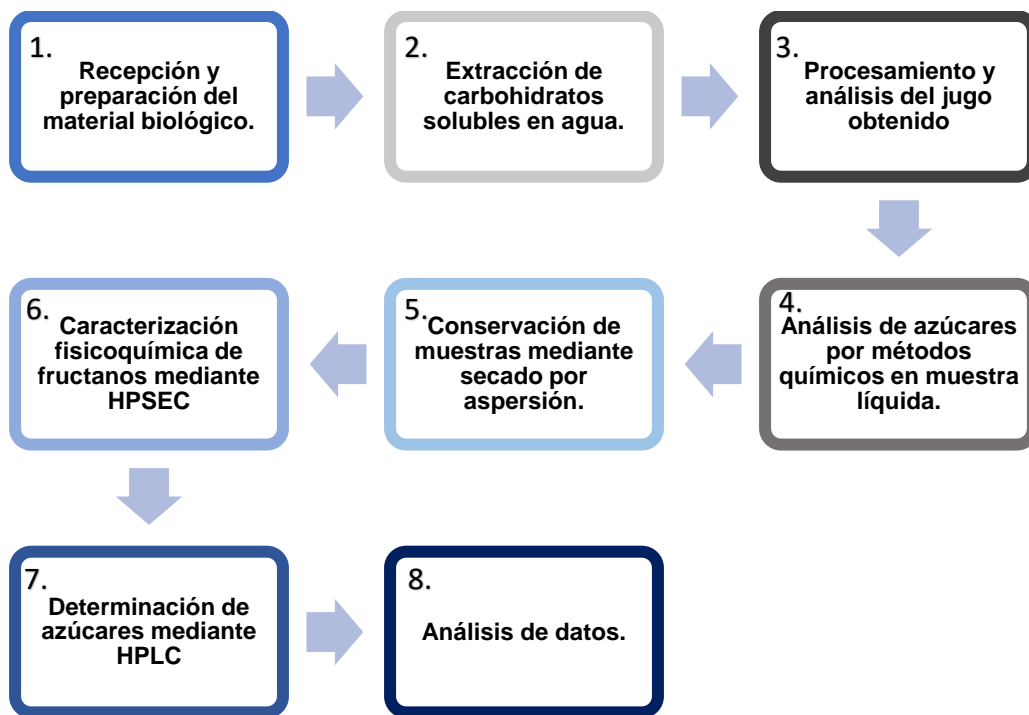 1.
Recepción y
preparación del
material biológico.
2.
Extracción de
carbohidratos
solubles en agua.
3.
Procesamiento y
análisis del jugo
obtenido
4.
Análisis de azúcares
por métodos
químicos en muestra
líquida.
5.
Conservación de
muestras mediante
secado por
aspersión.
6.
Caracterización
fisicoquímica de
fructanos mediante
HPSEC
7.
Determinación de
azúcares mediante
HPLC
8.
Análisis de datos.